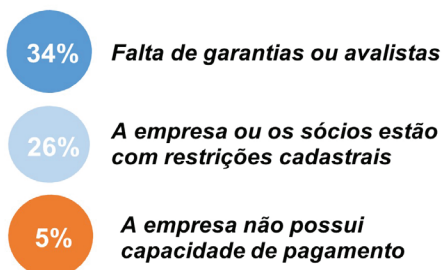 34%
Falta de garantias ou avalistas
26%
A empresa ou os sócios estão
com restrições cadastrais
5%
A empresa não possui
capacidade de pagamento